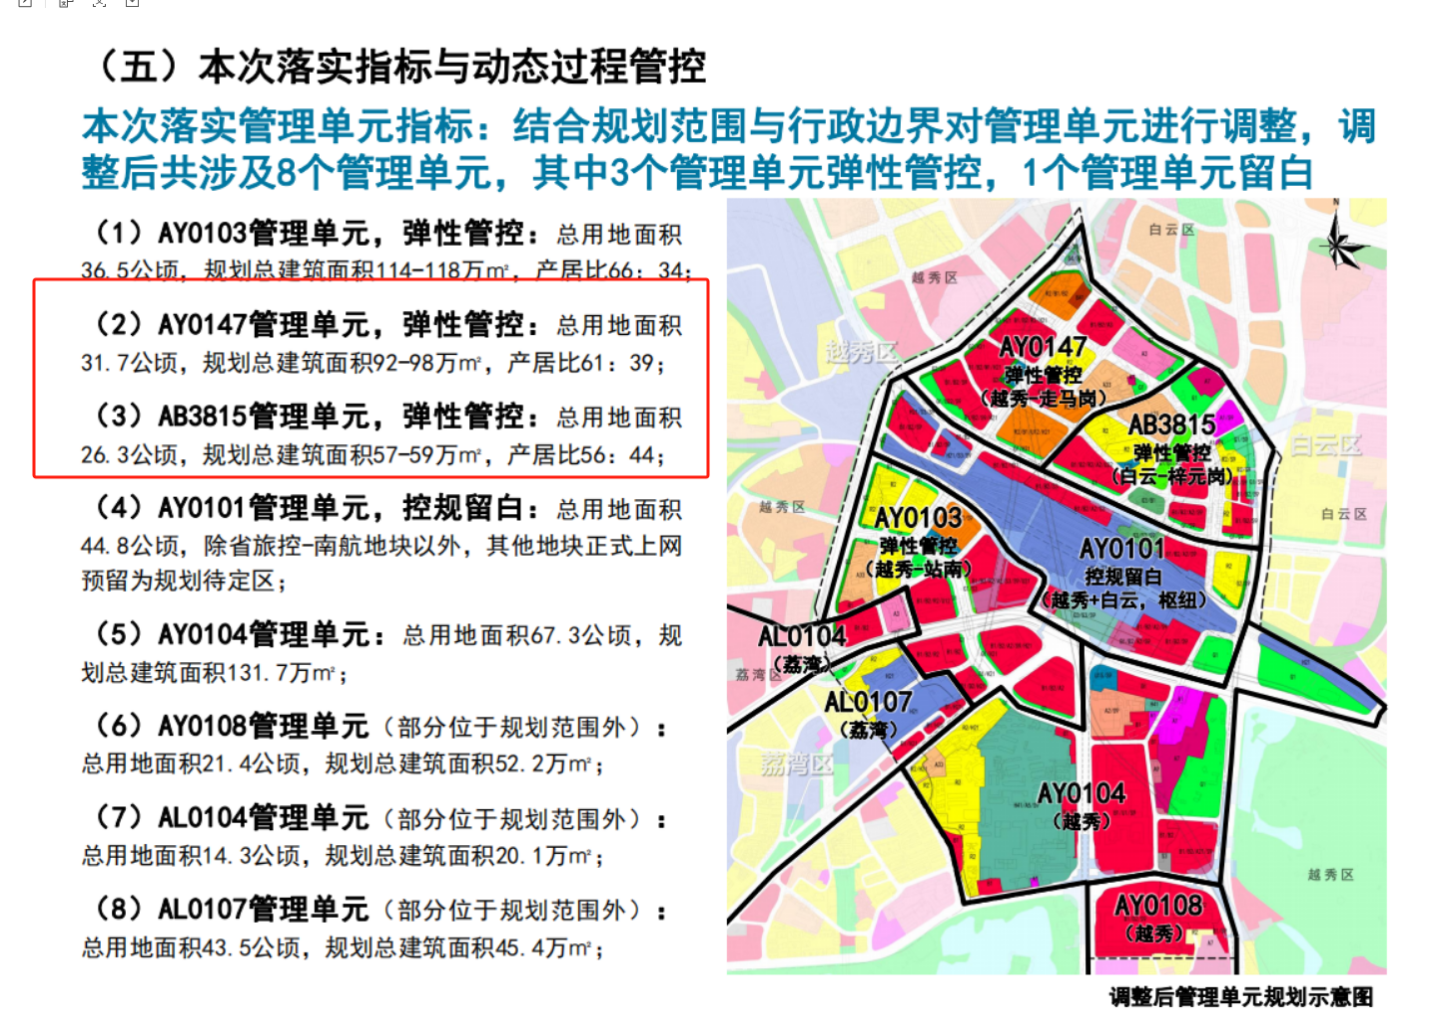 （五）本次落实指标与动态过程管控
本次落实管理单元指标：结合规划范围与行政边界对管理单元进行调整，调
整后共涉及8个管理单元，其中3个管理单元弹性管控，1个管理单元留白
（1）AY0103管理单元，弹性管控：总用地面积
36.5公顷，规划总建筑面积114-118万㎡，产居比66：34；
（2）AY0147管理单元，弹性管控：总用地面积
31.7公顷，规划总建筑面积92-98万㎡，产居比61：39；
（3）AB3815管理单元，弹性管控：总用地面积
26.3公顷，规划总建筑面积57-59万㎡，产居比56：44；
（4）AY0101管理单元，控规留白：总用地面积
44.8公顷，除省旅控-南航地块以外，其他地块正式上网
预留为规划待定区；
（5）AY0104管理单元：总用地面积67.3公顷，规
划总建筑面积131.7万㎡；
（6）AY0108管理单元（部分位于规划范围外）：
总用地面积21.4公顷，规划总建筑面积52.2万㎡；
（7）AL0104管理单元（部分位于规划范围外）：
总用地面积14.3公顷，规划总建筑面积20.1万㎡；
（8）AL0107管理单元（部分位于规划范围外）：
总用地面积43.5公顷，规划总建筑面积45.4万㎡；
N
白云区
越秀区
越秀区
AY0147
弹性管控
（越秀-走马岗）
AB3815
弹性管控
（白云-梓元岗）
白云区
越秀区
白云区
AY0103
弹性管控
（越秀-站南）
AY0101
控规留白
（越秀+白云，枢纽）
AL0104
（荔湾）
荔湾区
AL0107
（荔湾）
荔湾区
AY0104
（越秀）
越秀区
AY0108
（越秀）
调整后管理单元规划示意图